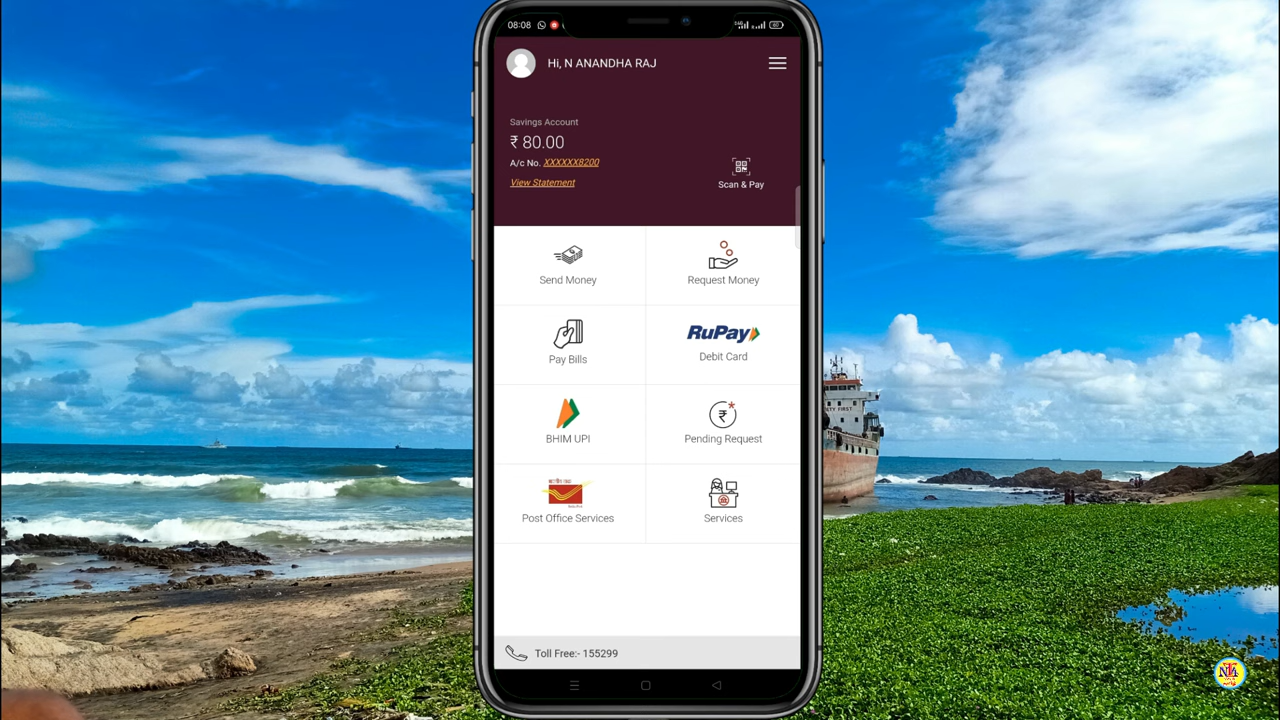 08:08
Hi, N ANANDHA RAJ
Savings Account
₹ 80.00
A/c No. XXXXXX8200
View Statement
Scan & Pay
Send Money
Request Money
Pay Bills
RuPay
Debit Card
BHIM UPI
Pending Request
Post Office Services
Services
Toll Free:- 155299